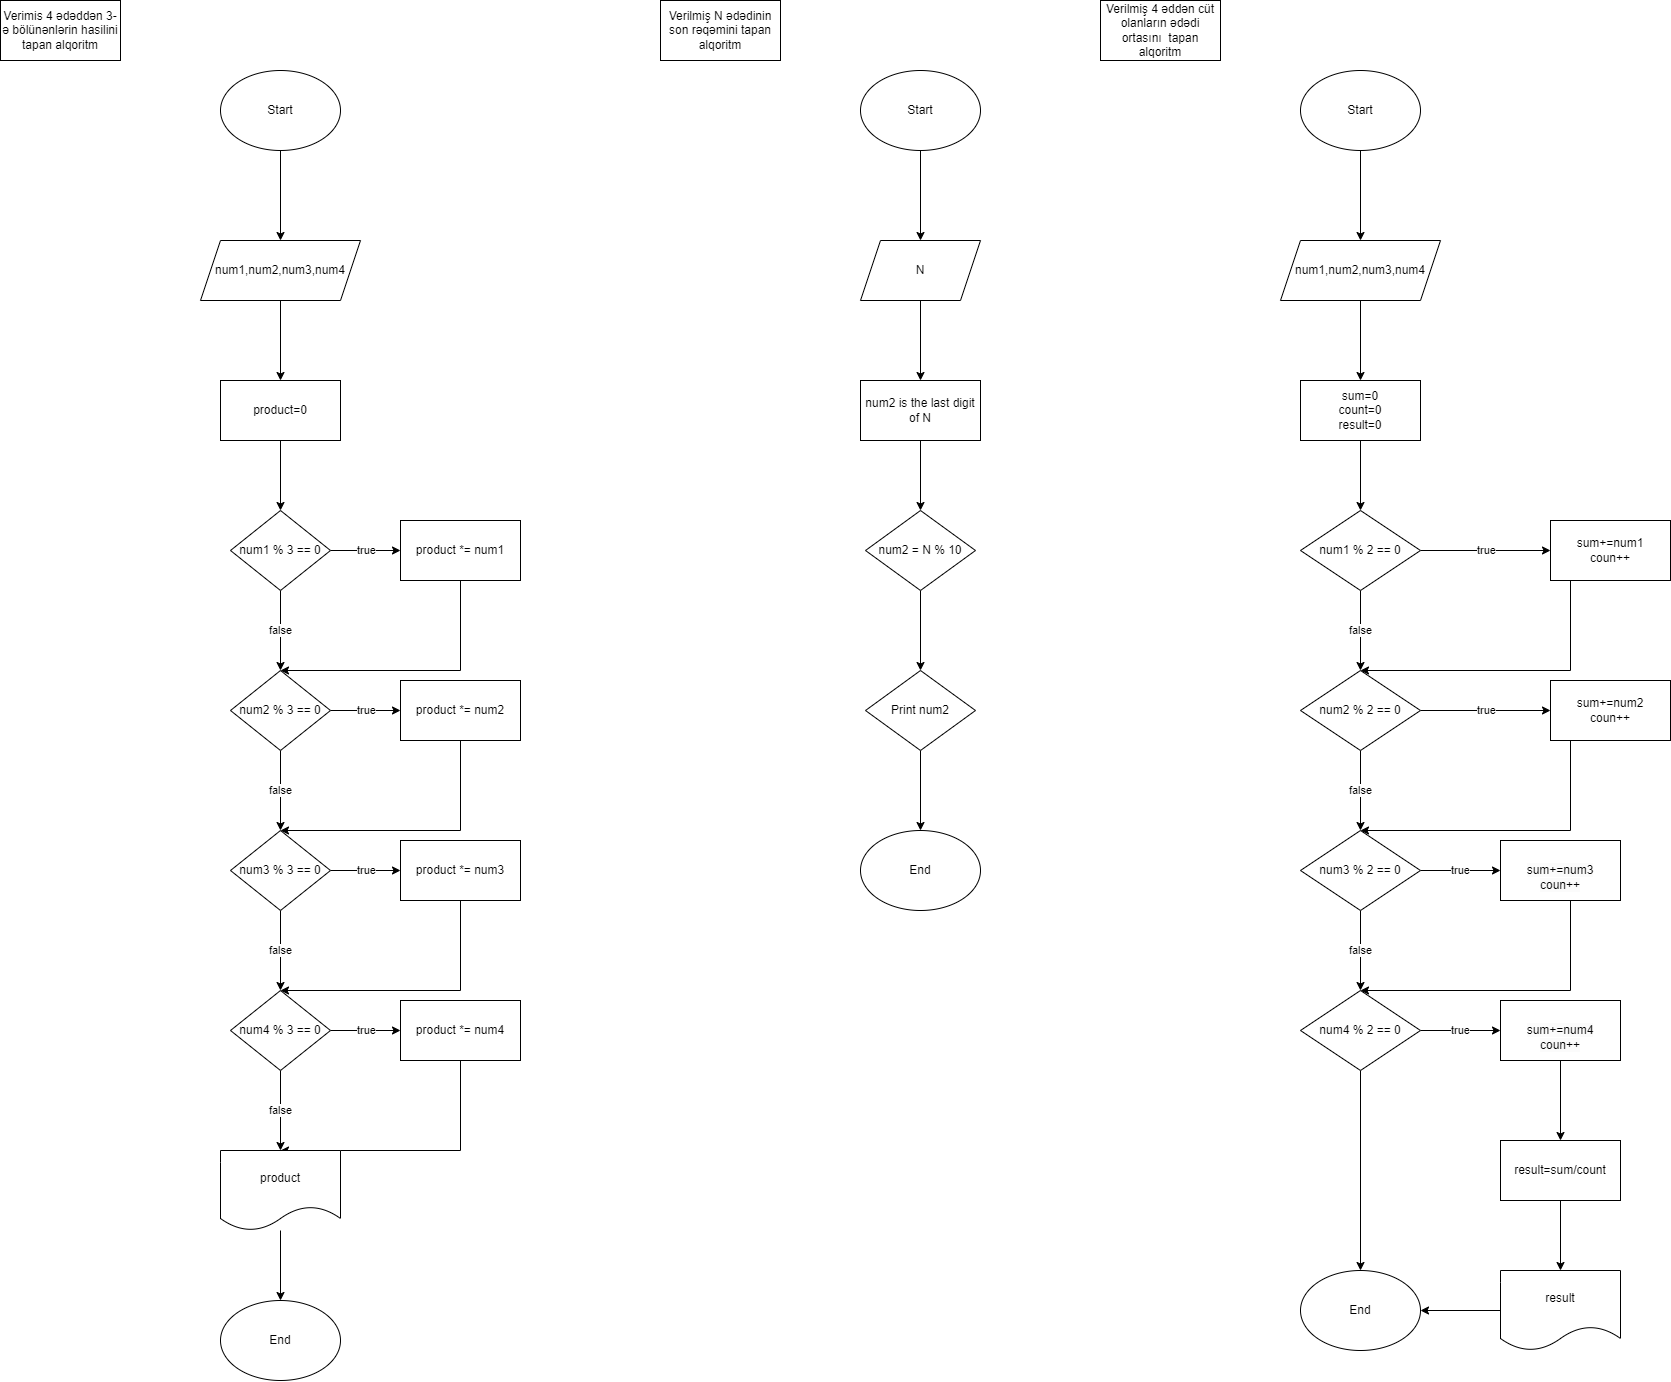 Verimis 4 ədəddən 3-
ə bölünənlərin hasilini
tapan alqoritm
Start
num1,num2,num3,num4
product=0
num1 % 3 == 0
true
product *= num1
false
num2 % 3 == 0
true
product *= num2
false
num3 % 3 == 0
true
product *= num3
false
num4 % 3 == 0
true
product *= num4
false
product
End
Verilmiş N ədədinin
son rəqəmini tapan
alqoritm
Start
N
num2 is the last digit
of N
num2 = N % 10
Print num2
End
Verilmiş 4 əddən cüt
olanların ədədi
ortasını tapan
alqoritm
Start
num1,num2,num3,num4
sum=0
count=0
result=0
num1 % 2 == 0
true
sum+=num1
coun++
false
num2 % 2 == 0
true
sum+=num2
coun++
false
num3 % 2 == 0
true
sum+=num3
coun++
false
num4 % 2 == 0
true
sum+=num4
coun++
result=sum/count
result
End